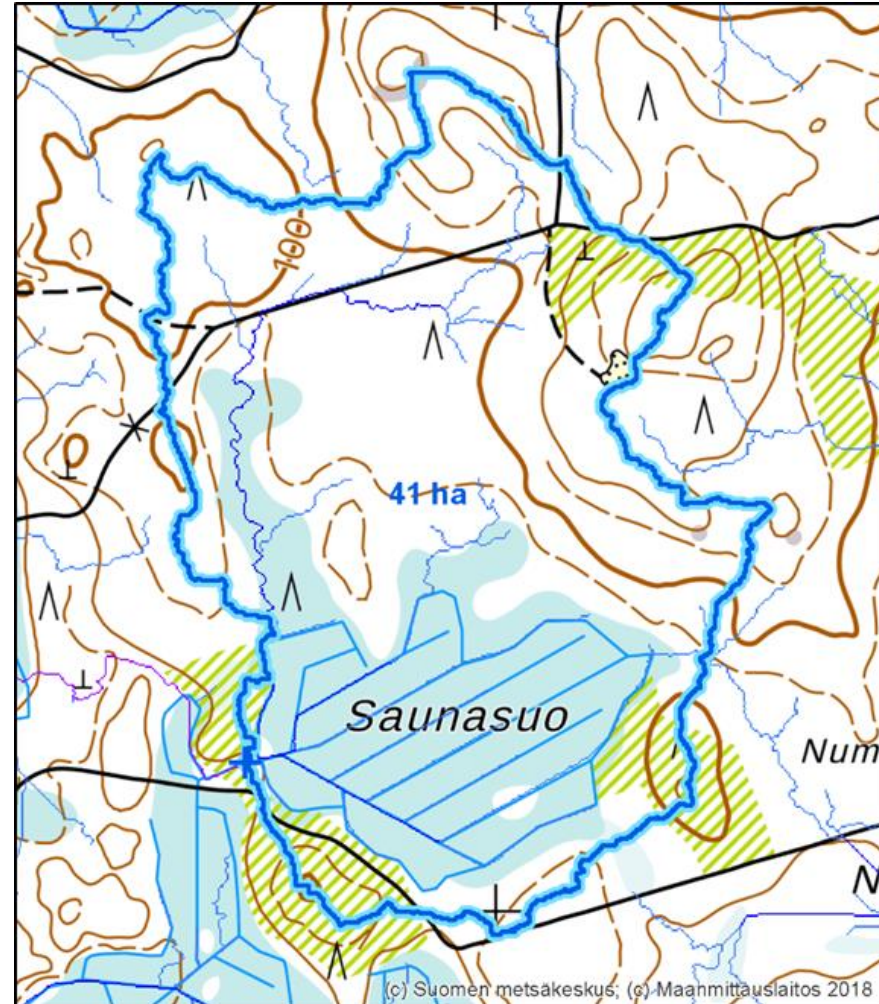 100
41 ha
Saunasuo
Num
N
(c) Suomen metsäkeskus; (c) Maanmittauslaitos 2018